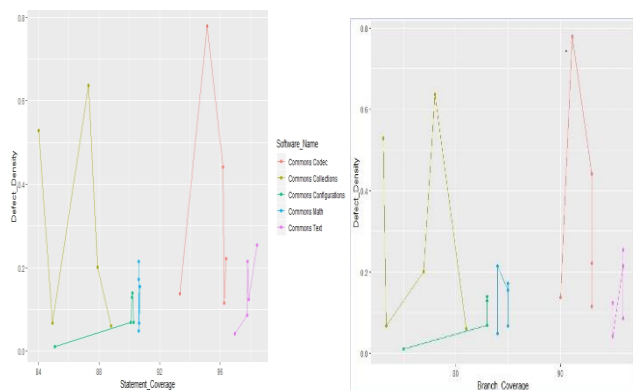 0.8
0.6
0.4
0.2
0.0
Defect_Density
84
88
92
96
Statement_Coverage
Software_Name
Commons Codec
Commons Collections
Commons Configurations
Commons Math
Commons Text
0.8
0.6
0.4
0.2
0.0
Defect_Density
80
90
Branch_Coverage